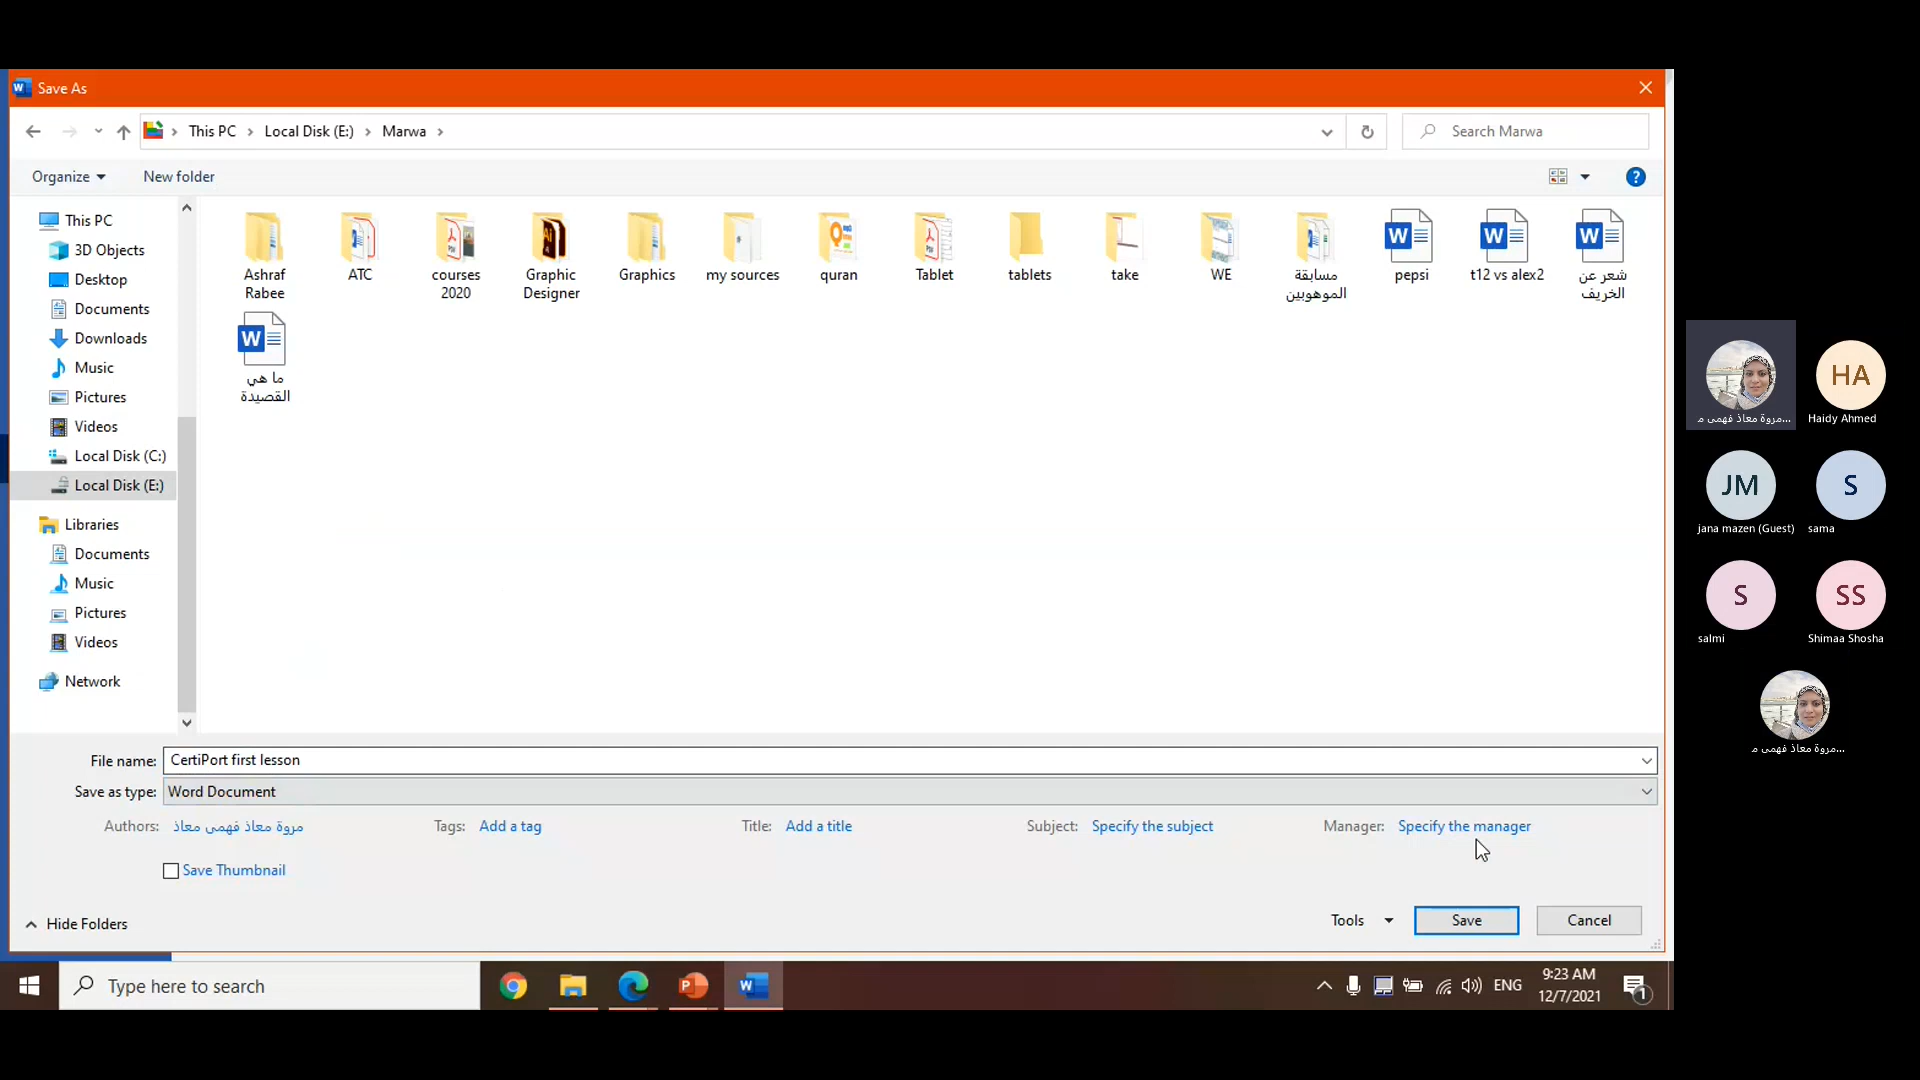 Save As
This PC
Local Disk (E:)
Marwa
Search Marwa
Organize
New folder
This PC
3D Objects
Desktop
Documents
Downloads
Music
Pictures
Videos
Local Disk (C:)
Local Disk (E:)
Libraries
Documents
Music
Pictures
Videos
Network
Ashraf
Rabee
ATC
courses
2020
Graphic
Designer
Graphics
my sources
quran
Tablet
tablets
take
WE
مسابقة
الموهوبين
pepsi
t12 vs alex2
شعر عن
الخريف
ما هي
القصيدة
File name: CertiPort first lesson
Save as type: Word Document
Authors: مروة معاذ فهمى معاذ
Tags: Add a tag
Title: Add a title
Subject: Specify the subject
Manager: Specify the manager
Save Thumbnail
Hide Folders
Tools
Save
Cancel
Type here to search
ENG
9:23 AM
12/7/2021
1
مروة معاذ فهمى م...
HA
Haidy Ahmed
JM
jana mazen (Guest)
S
sama
S
salmi
SS
Shimaa Shosha
مروة معاذ فهمى م...